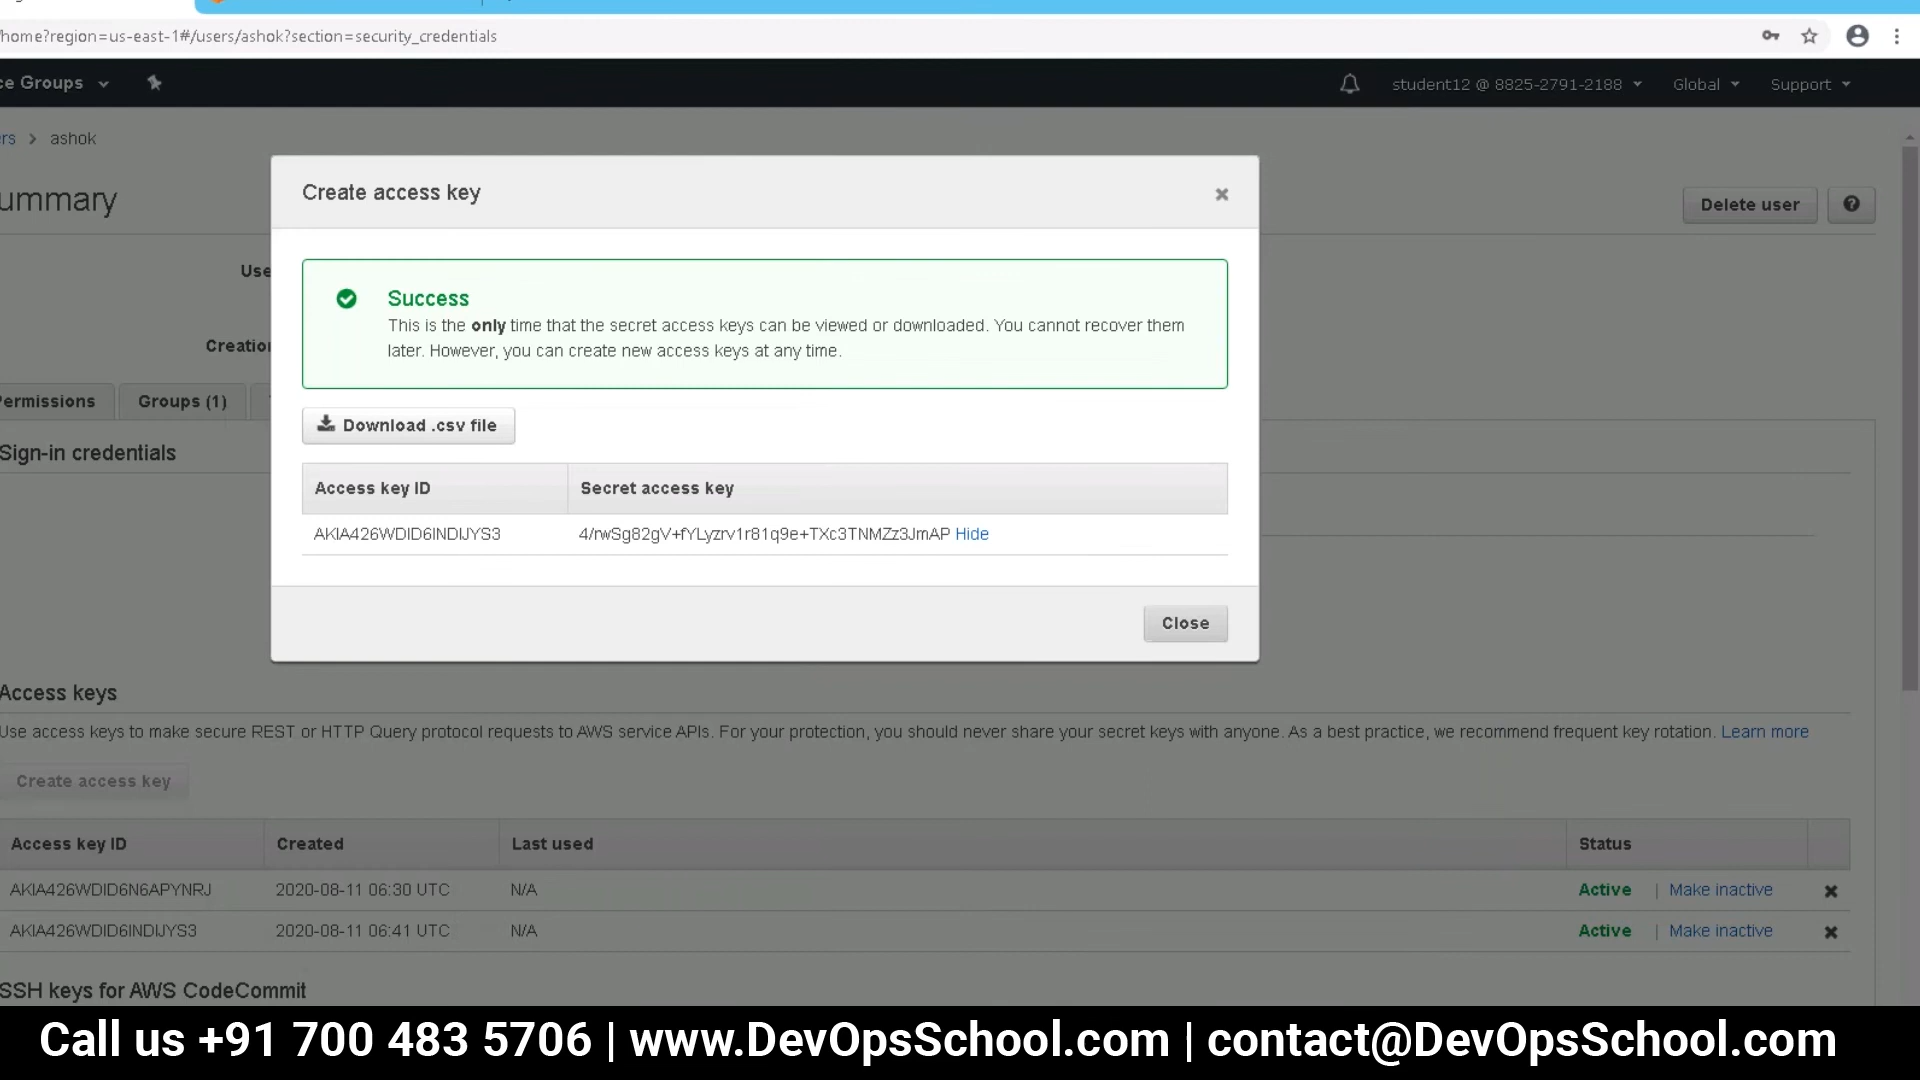 home?region=us-east-1#/users/ashok?section=security_credentials
ce Groups
student12 @ 8825-2791-2188 Global Support
ers > ashok
ummary
Delete user
Use
Creation
Permissions Groups (1)
Sign-in credentials
Create access key
Success
This is the only time that the secret access keys can be viewed or downloaded. You cannot recover them
later. However, you can create new access keys at any time.
Download .csv file
Access key ID Secret access key
AKIA426WDID6INDIJYS3 [secret access key omitted] Hide
Close
Access keys
Use access keys to make secure REST or HTTP Query protocol requests to AWS service APIs. For your protection, you should never share your secret keys with anyone. As a best practice, we recommend frequent key rotation. Learn more
Create access key
Access key ID Created Last used Status
AKIA426WDID6N6APYNRJ 2020-08-11 06:30 UTC N/A Active | Make inactive
AKIA426WDID6INDIJYS3 2020-08-11 06:41 UTC N/A Active | Make inactive
SSH keys for AWS CodeCommit
Call us +91 700 483 5706 | www.DevOpsSchool.com | contact@DevOpsSchool.com